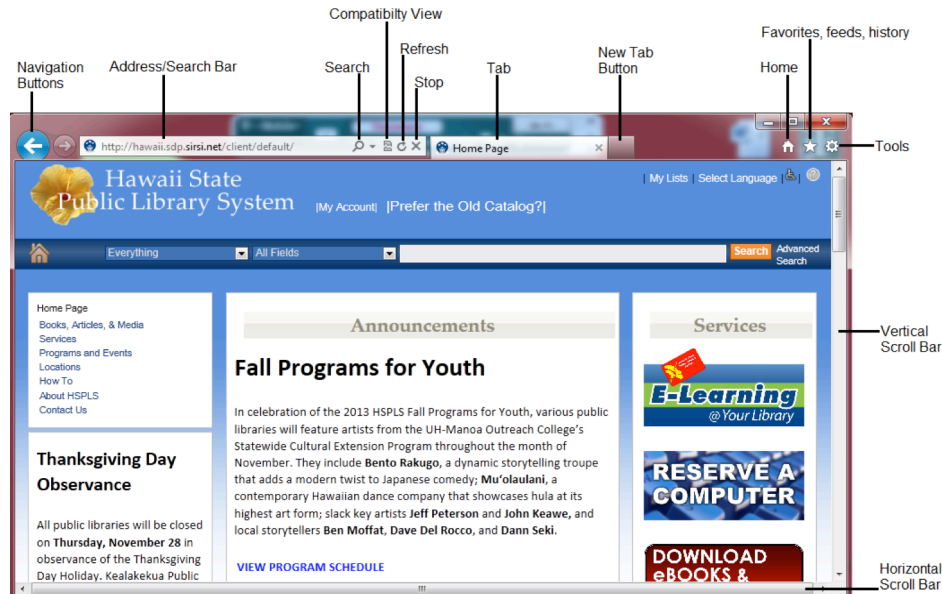 Compatibilty View
Favorites, feeds, history
Refresh
New Tab
Button
Navigation
Buttons
Address/Search Bar
Search
Tab
Home
Stop
http://hawaii.sdp.sirsi.net/client/default/
Home Page
Tools
Hawaii State
Public Library System
|My Account| |Prefer the Old Catalog?|
| My Lists | Select Language | |
Everything
All Fields
Search
Advanced
Search
Home Page
Books, Articles, & Media
Services
Programs and Events
Locations
How To
About HSPLS
Contact Us
Thanksgiving Day
Observance
All public libraries will be closed
on Thursday, November 28 in
observance of the Thanksgiving
Day Holiday. Kealakekua Public
Announcements
Fall Programs for Youth
In celebration of the 2013 HSPLS Fall Programs for Youth, various public
libraries will feature artists from the UH-Manoa Outreach College's
Statewide Cultural Extension Program throughout the month of
November. They include Bento Rakugo, a dynamic storytelling troupe
that adds a modern twist to Japanese comedy; Mu'olaulani, a
contemporary Hawaiian dance company that showcases hula at its
highest art form; slack key artists Jeff Peterson and John Keawe, and
local storytellers Ben Moffat, Dave Del Rocco, and Dann Seki.
VIEW PROGRAM SCHEDULE
Services
E-Learning
@ Your Library
RESERVE A
COMPUTER
DOWNLOAD
eBOOKS &
Vertical
Scroll Bar
Horizontal
Scroll Bar